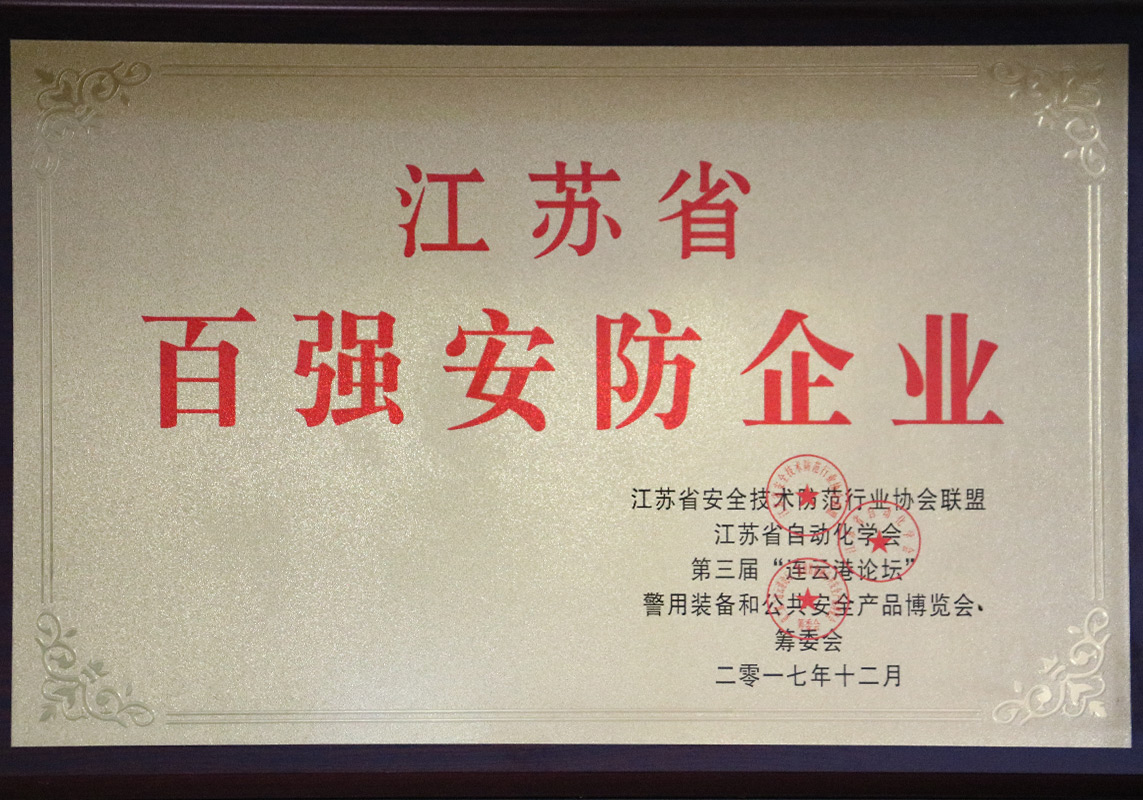 江苏省
百强安防企业
江苏省安全技术防范行业协会联盟
江苏省自动化学会
第三届“连云港论坛”
警用装备和公共安全产品博览会、
筹委会
二零一七年十二月